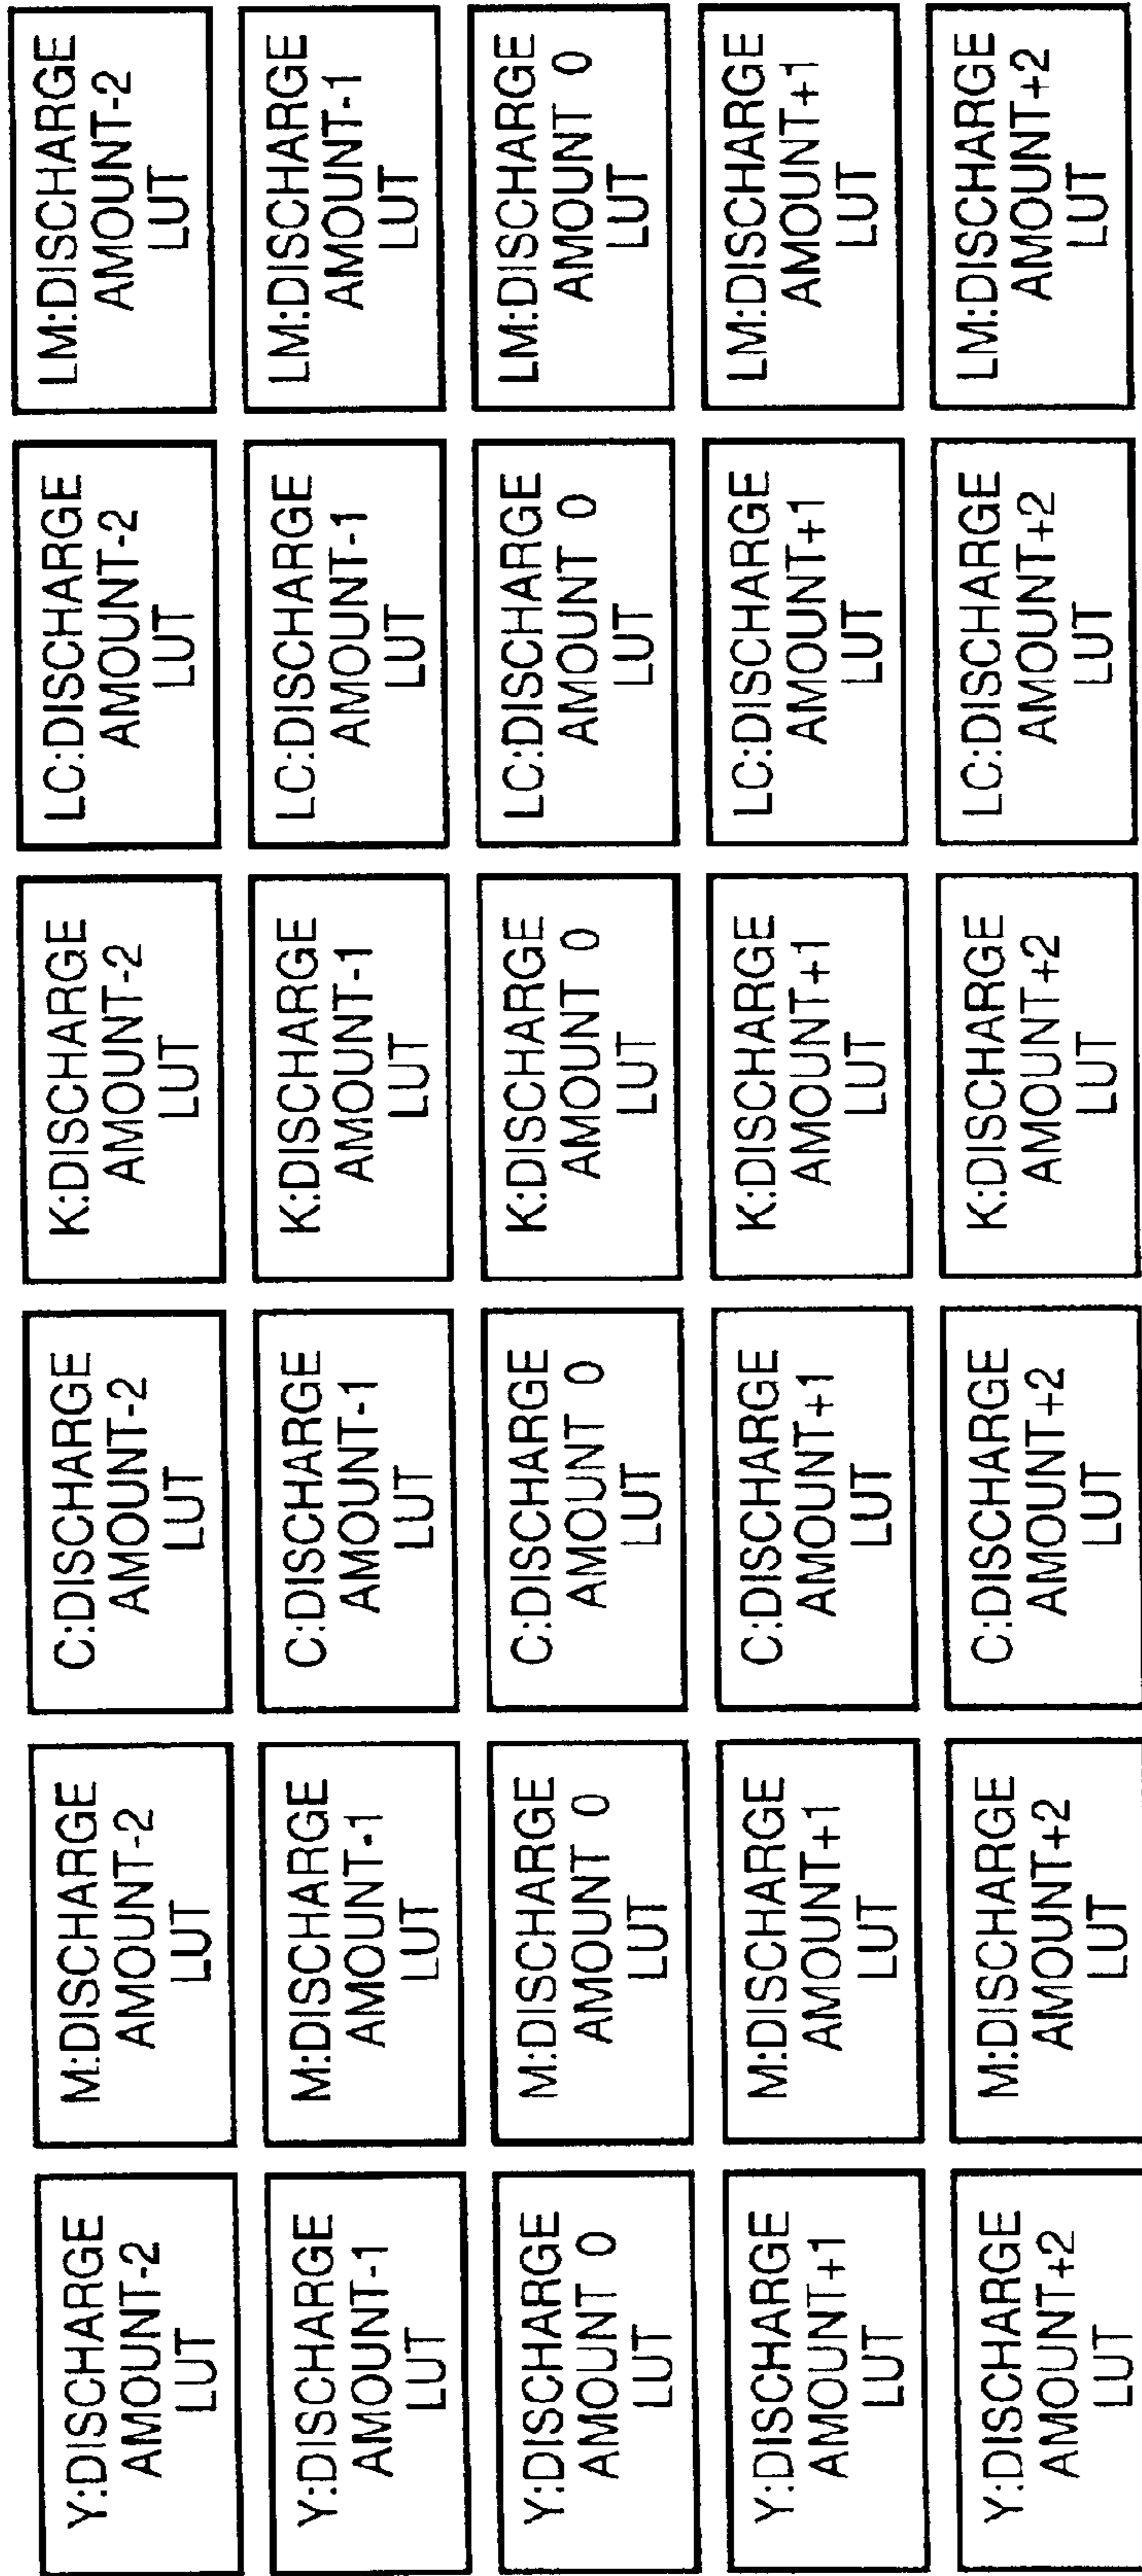 Y:DISCHARGE
AMOUNT-2
LUT
M:DISCHARGE
AMOUNT-2
LUT
C:DISCHARGE
AMOUNT-2
LUT
K:DISCHARGE
AMOUNT-2
LUT
LC:DISCHARGE
AMOUNT-2
LUT
LM:DISCHARGE
AMOUNT-2
LUT
Y:DISCHARGE
AMOUNT-1
LUT
M:DISCHARGE
AMOUNT-1
LUT
C:DISCHARGE
AMOUNT-1
LUT
K:DISCHARGE
AMOUNT-1
LUT
LC:DISCHARGE
AMOUNT-1
LUT
LM:DISCHARGE
AMOUNT-1
LUT
Y:DISCHARGE
AMOUNT 0
LUT
M:DISCHARGE
AMOUNT 0
LUT
C:DISCHARGE
AMOUNT 0
LUT
K:DISCHARGE
AMOUNT 0
LUT
LC:DISCHARGE
AMOUNT 0
LUT
LM:DISCHARGE
AMOUNT 0
LUT
Y:DISCHARGE
AMOUNT+1
LUT
M:DISCHARGE
AMOUNT+1
LUT
C:DISCHARGE
AMOUNT+1
LUT
K:DISCHARGE
AMOUNT+1
LUT
LC:DISCHARGE
AMOUNT+1
LUT
LM:DISCHARGE
AMOUNT+1
LUT
Y:DISCHARGE
AMOUNT+2
LUT
M:DISCHARGE
AMOUNT+2
LUT
C:DISCHARGE
AMOUNT+2
LUT
K:DISCHARGE
AMOUNT+2
LUT
LC:DISCHARGE
AMOUNT+2
LUT
LM:DISCHARGE
AMOUNT+2
LUT